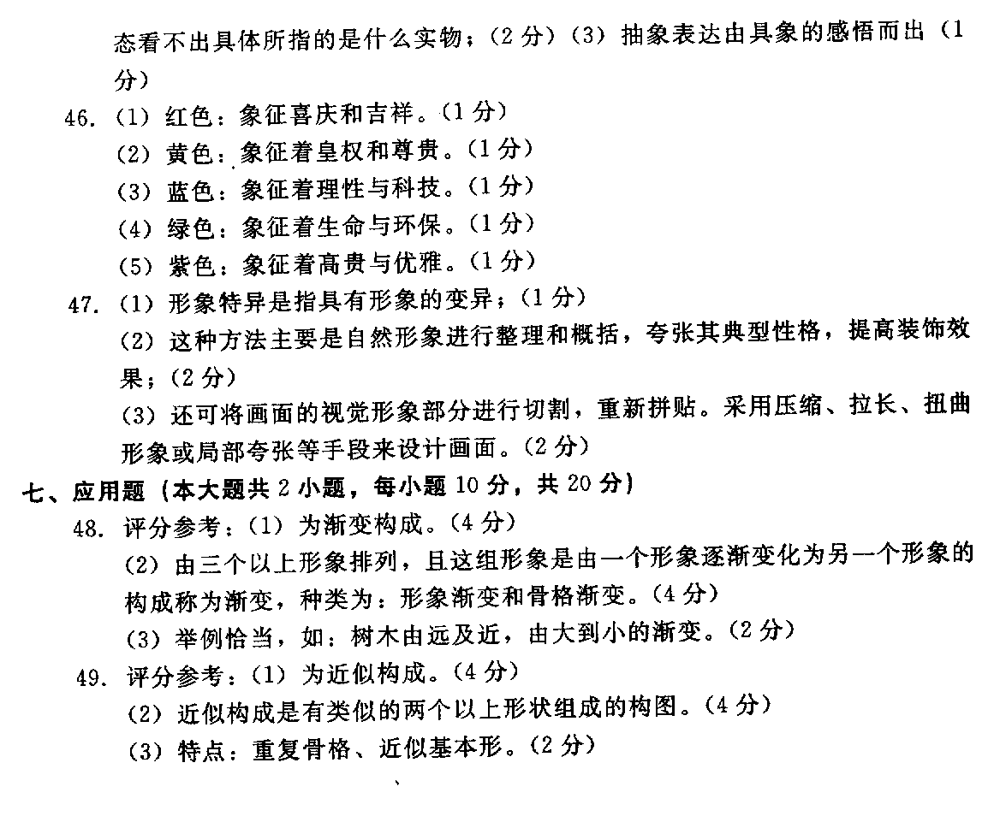 态看不出具体所指的是什么实物；（2 分）（3）抽象表达由具象的感悟而出（1
分）
46.（1）红色：象征喜庆和吉祥。（1 分）
（2）黄色：象征着皇权和尊贵。（1 分）
（3）蓝色：象征着理性与科技。（1 分）
（4）绿色：象征着生命与环保。（1 分）
（5）紫色：象征着高贵与优雅。（1 分）
47.（1）形象特异是指具有形象的变异；（1 分）
（2）这种方法主要是自然形象进行整理和概括，夸张其典型性格，提高装饰效
果；（2 分）
（3）还可将画面的视觉形象部分进行切割，重新拼贴。采用压缩、拉长、扭曲
形象或局部夸张等手段来设计画面。（2 分）
七、应用题（本大题共 2 小题，每小题 10 分，共 20 分）
48. 评分参考：（1）为渐变构成。（4 分）
（2）由三个以上形象排列，且这组形象是由一个形象逐渐变化为另一个形象的
构成称为渐变，种类为：形象渐变和骨格渐变。（4 分）
（3）举例恰当，如：树木由远及近，由大到小的渐变。（2 分）
49. 评分参考：（1）为近似构成。（4 分）
（2）近似构成是有类似的两个以上形状组成的构图。（4 分）
（3）特点：重复骨格、近似基本形。（2 分）